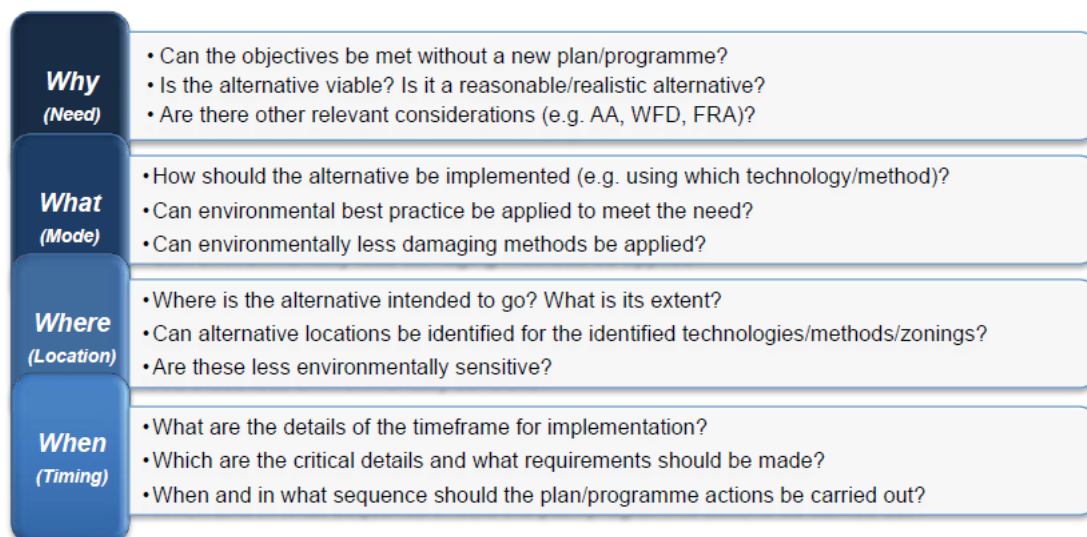 Why
(Need)
• Can the objectives be met without a new plan/programme?
• Is the alternative viable? Is it a reasonable/realistic alternative?
• Are there other relevant considerations (e.g. AA, WFD, FRA)?
What
(Mode)
• How should the alternative be implemented (e.g. using which technology/method)?
• Can environmental best practice be applied to meet the need?
• Can environmentally less damaging methods be applied?
Where
(Location)
• Where is the alternative intended to go? What is its extent?
• Can alternative locations be identified for the identified technologies/methods/zonings?
• Are these less environmentally sensitive?
When
(Timing)
• What are the details of the timeframe for implementation?
• Which are the critical details and what requirements should be made?
• When and in what sequence should the plan/programme actions be carried out?